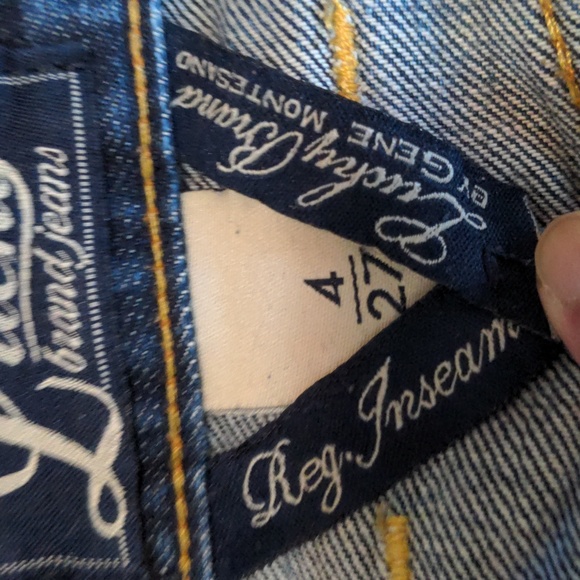 Lucky Brand
BY GENE MONTESANO
4
27
Reg. Inseam
brand jeans